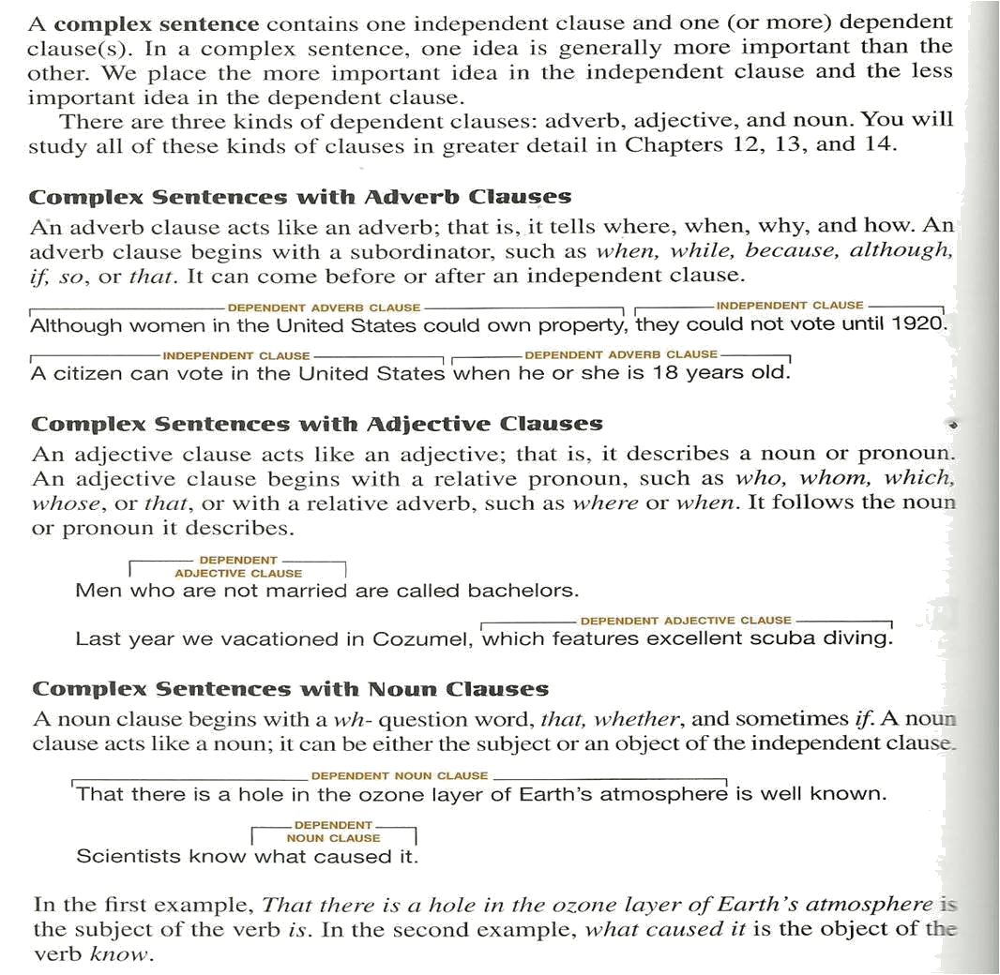 A complex sentence contains one independent clause and one (or more) dependent
clause(s). In a complex sentence, one idea is generally more important than the
other. We place the more important idea in the independent clause and the less
important idea in the dependent clause.
There are three kinds of dependent clauses: adverb, adjective, and noun. You will
study all of these kinds of clauses in greater detail in Chapters 12, 13, and 14.
Complex Sentences with Adverb Clauses
An adverb clause acts like an adverb; that is, it tells where, when, why, and how. An
adverb clause begins with a subordinator, such as when, while, because, although,
if, so, or that. It can come before or after an independent clause.
DEPENDENT ADVERB CLAUSE INDEPENDENT CLAUSE
Although women in the United States could own property, they could not vote until 1920.
INDEPENDENT CLAUSE DEPENDENT ADVERB CLAUSE
A citizen can vote in the United States when he or she is 18 years old.
Complex Sentences with Adjective Clauses
An adjective clause acts like an adjective; that is, it describes a noun or pronoun.
An adjective clause begins with a relative pronoun, such as who, whom, which,
whose, or that, or with a relative adverb, such as where or when. It follows the noun
or pronoun it describes.
DEPENDENT
ADJECTIVE CLAUSE
Men who are not married are called bachelors.
DEPENDENT ADJECTIVE CLAUSE
Last year we vacationed in Cozumel, which features excellent scuba diving.
Complex Sentences with Noun Clauses
A noun clause begins with a wh- question word, that, whether, and sometimes if. A noun
clause acts like a noun; it can be either the subject or an object of the independent clause.
DEPENDENT NOUN CLAUSE
That there is a hole in the ozone layer of Earth's atmosphere is well known.
DEPENDENT
NOUN CLAUSE
Scientists know what caused it.
In the first example, That there is a hole in the ozone layer of Earth's atmosphere is
the subject of the verb is. In the second example, what caused it is the object of the
verb know.